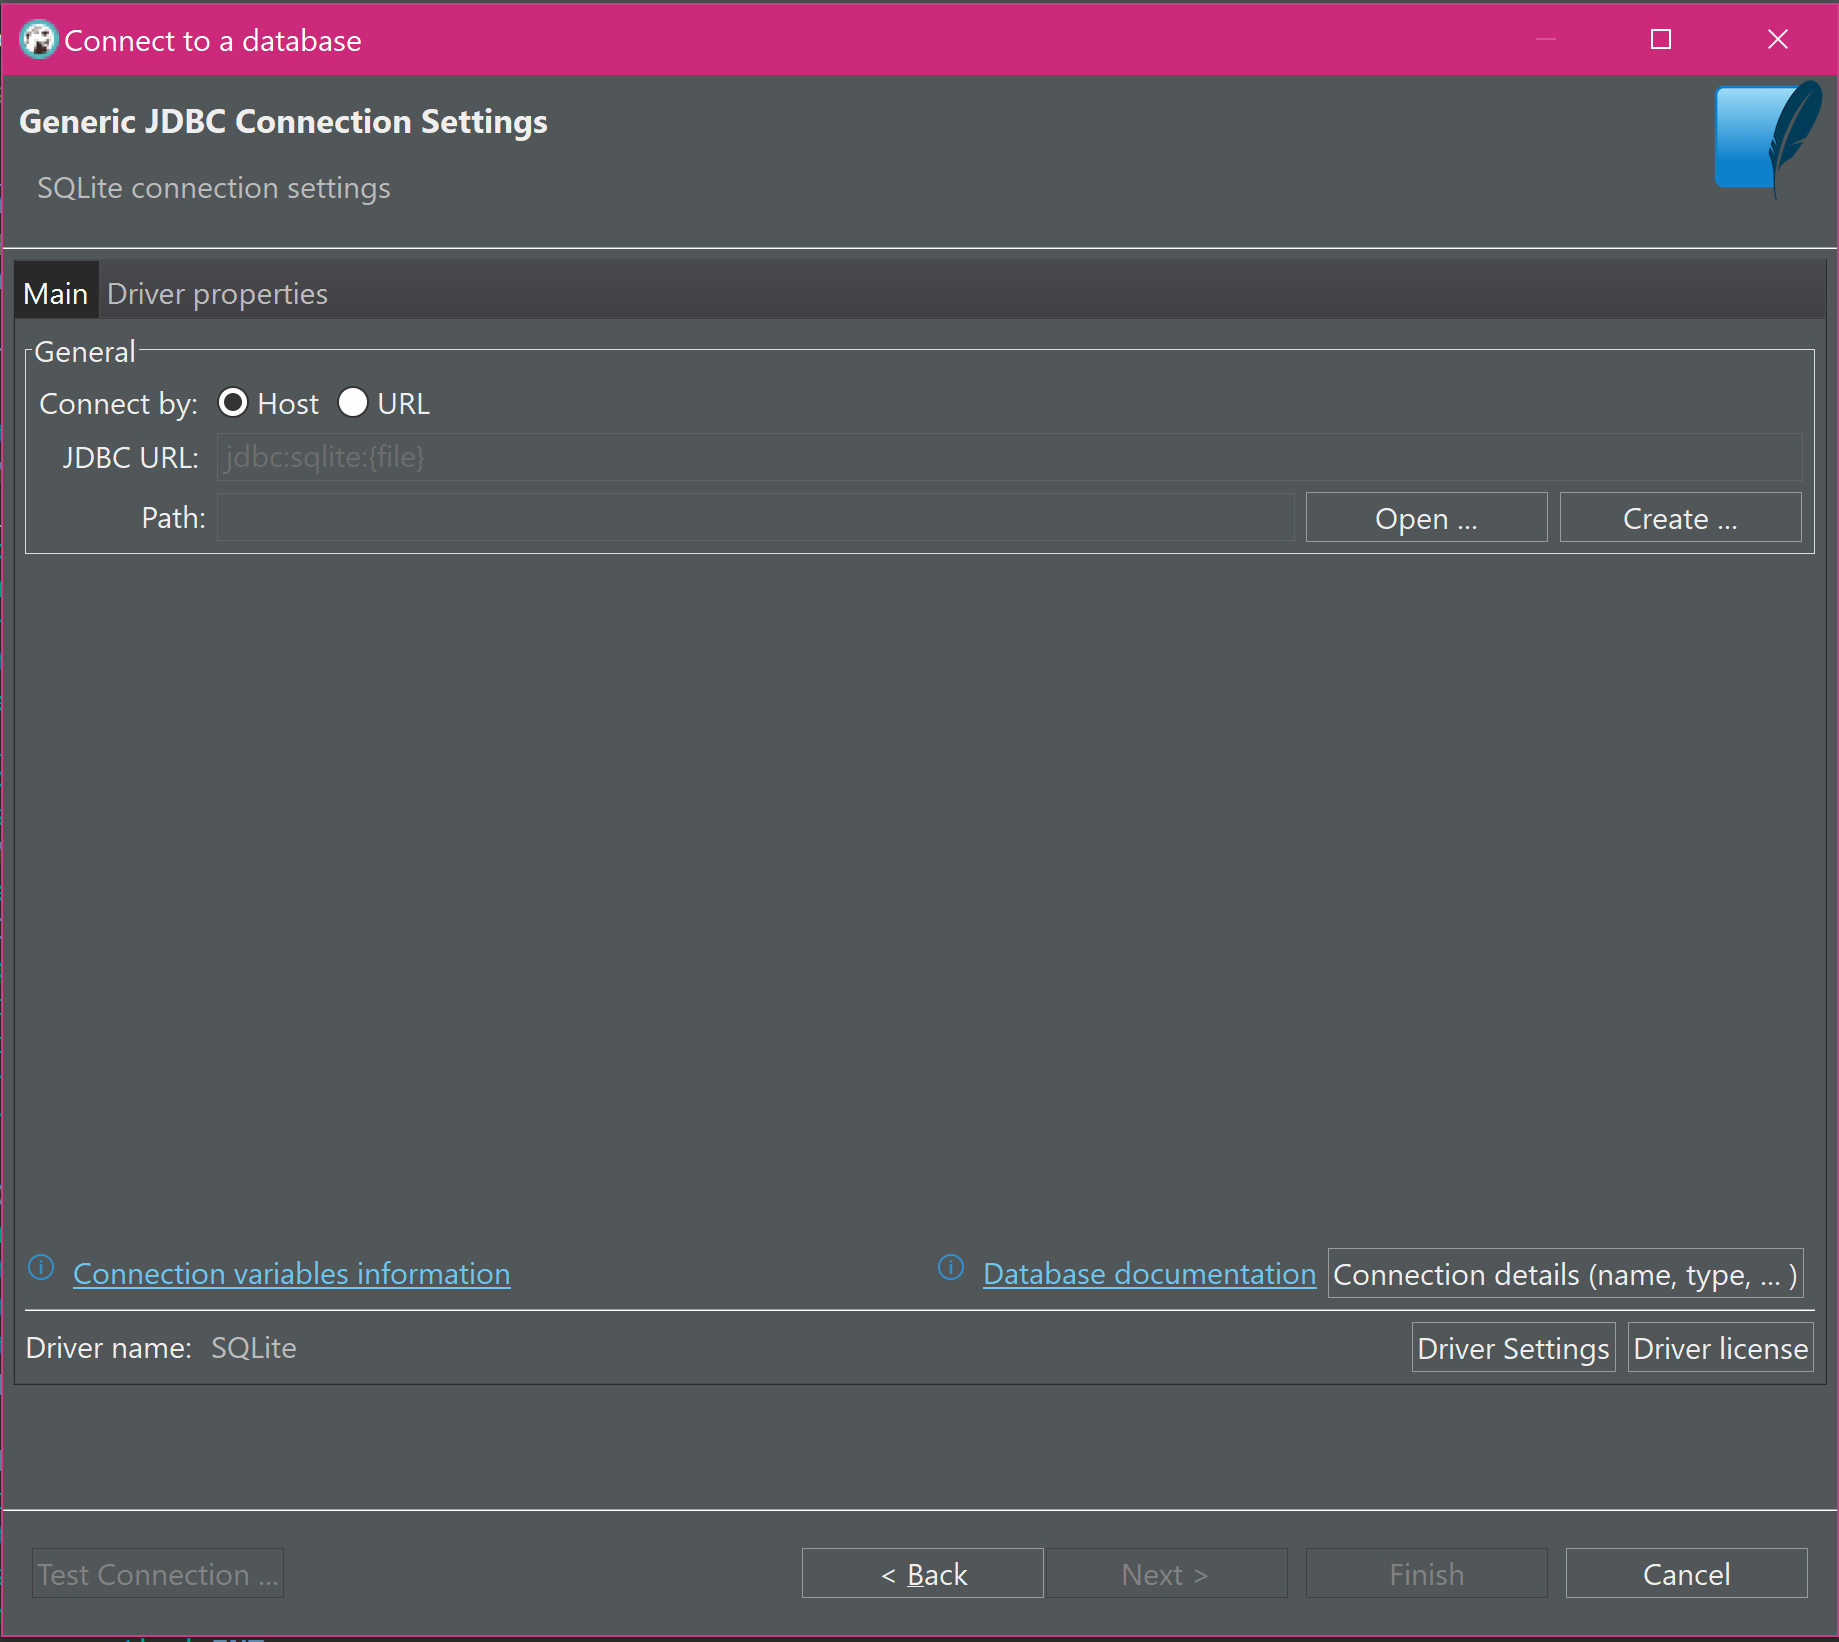 Connect to a database
Generic JDBC Connection Settings
SQLite connection settings
Main Driver properties
General
Connect by: Host URL
JDBC URL: jdbc:sqlite:{file}
Path: Open ... Create ...
Connection variables information Database documentation Connection details (name, type, ... )
Driver name: SQLite Driver Settings Driver license
Test Connection ... < Back Next > Finish Cancel